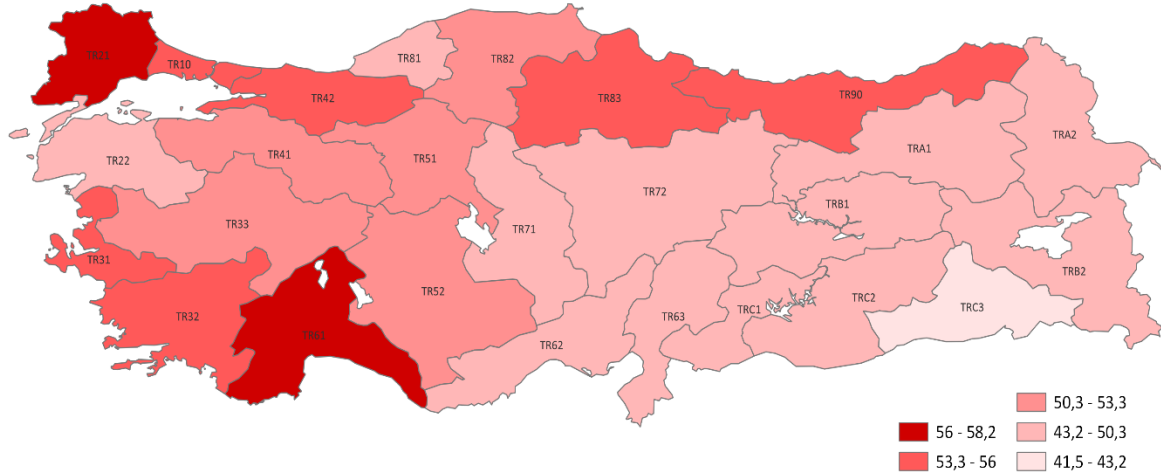 TR21
TR10
TR81
TR82
TR42
TR83
TR90
TRA2
TR22
TR41
TR51
TRA1
TR72
TRB1
TR33
TR71
TR31
TRB2
TR52
TRC2
TR32
TRC1
TRC3
TR63
TR61
TR62
50,3 - 53,3
56 - 58,2
43,2 - 50,3
53,3 - 56
41,5 - 43,2